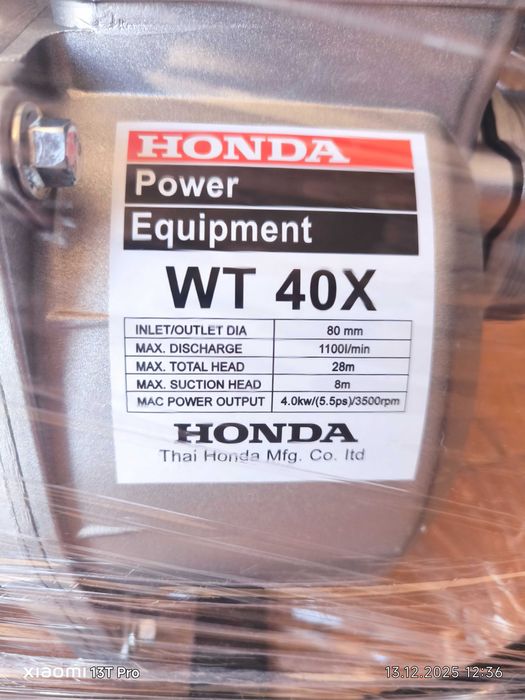 HONDA
Power
Equipment
WT 40X
INLET/OUTLET DIA 80 mm
MAX. DISCHARGE 1100l/min
MAX. TOTAL HEAD 28m
MAX. SUCTION HEAD 8m
MAC POWER OUTPUT 4.0kw/(5.5ps)/3500rpm
HONDA
Thai Honda Mfg. Co. ltd
xiaomi 13T Pro 13.12.2025 12:36